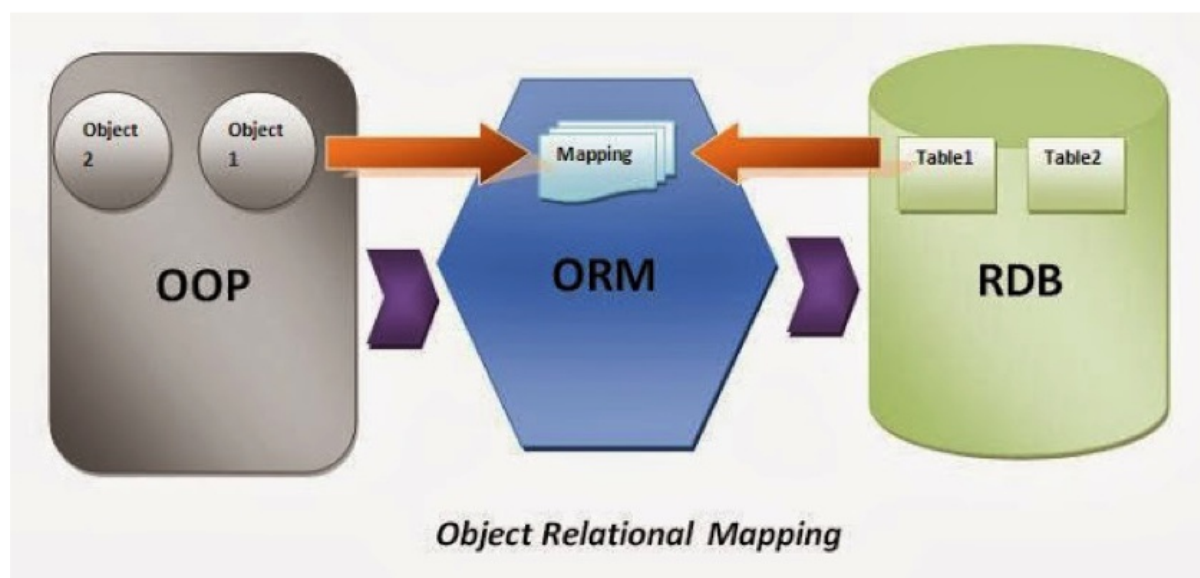 Object
2
Object
1
Mapping
Table1
Table2
OOP
ORM
RDB
Object Relational Mapping